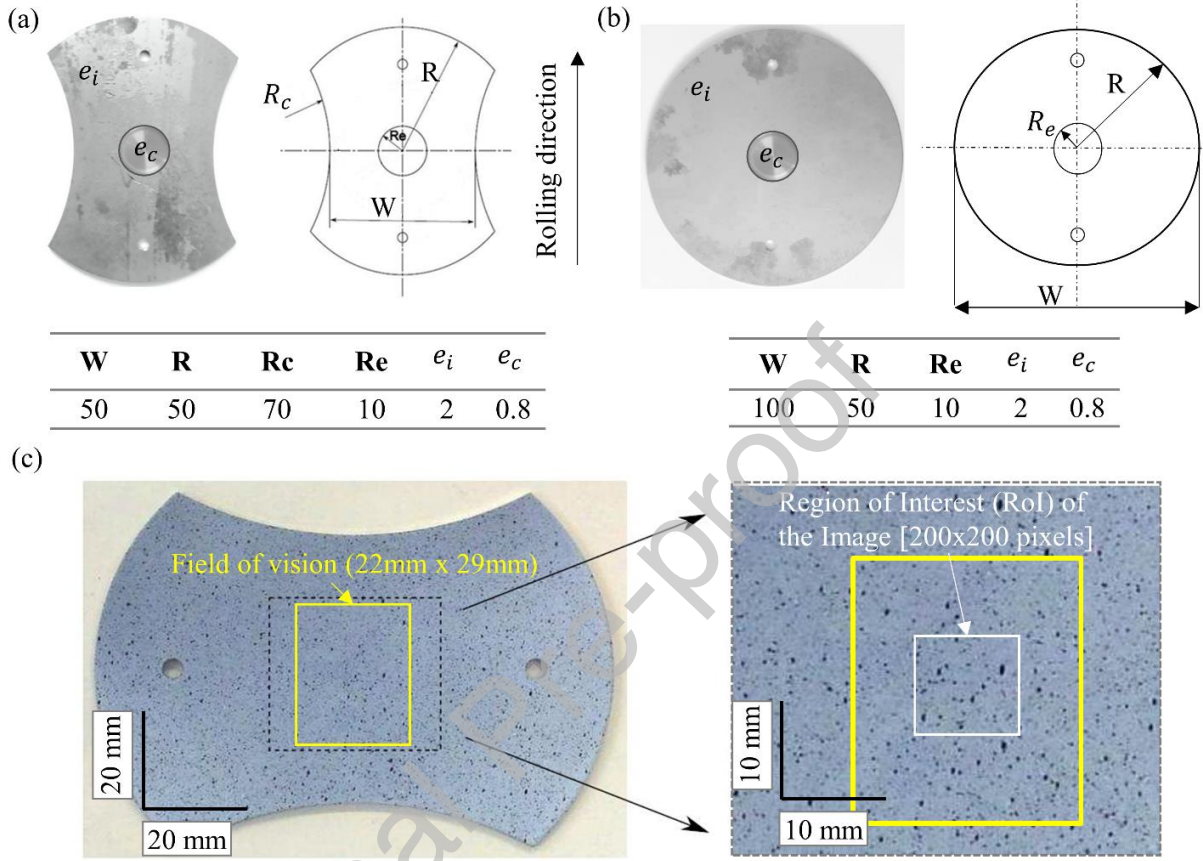 (a)
e_i
e_c
R_c
R
Re
W
Rolling direction
W R Rc Re e_i e_c
50 50 70 10 2 0.8
(b)
e_i
e_c
R
R_e
W
W R Re e_i e_c
100 50 10 2 0.8
(c)
Field of vision (22mm x 29mm)
20 mm
20 mm
Region of Interest (RoI) of
the Image [200x200 pixels]
10 mm
10 mm
al Pre-proof